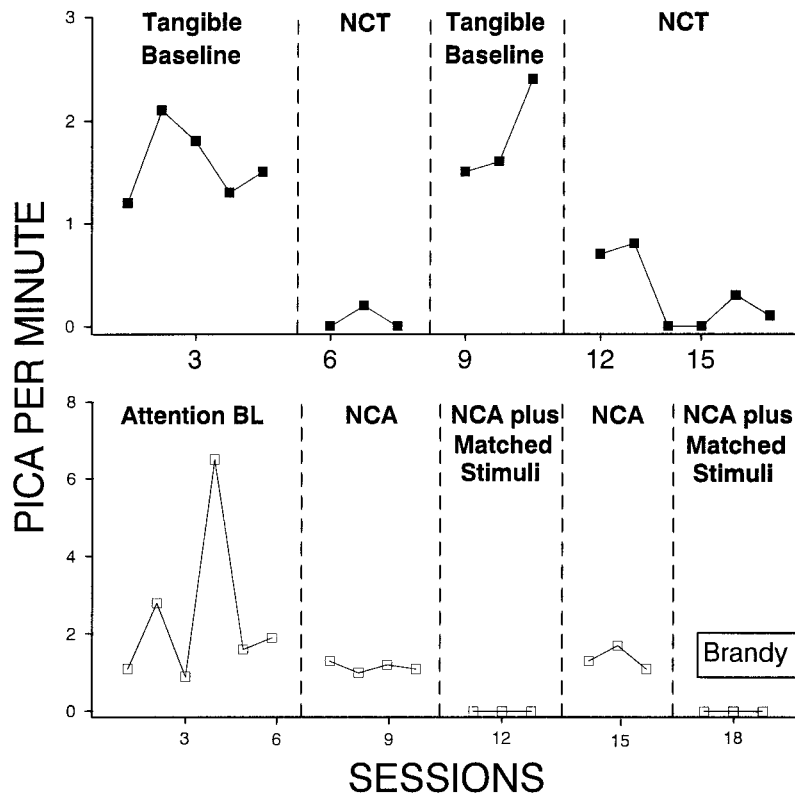 PICA PER MINUTE
Tangible Baseline
NCT
Tangible Baseline
NCT
3
2
1
0
3
6
9
12
15
Attention BL
NCA
NCA plus
Matched
Stimuli
NCA
NCA plus
Matched
Stimuli
8
6
4
2
0
Brandy
3
6
9
12
15
18
SESSIONS